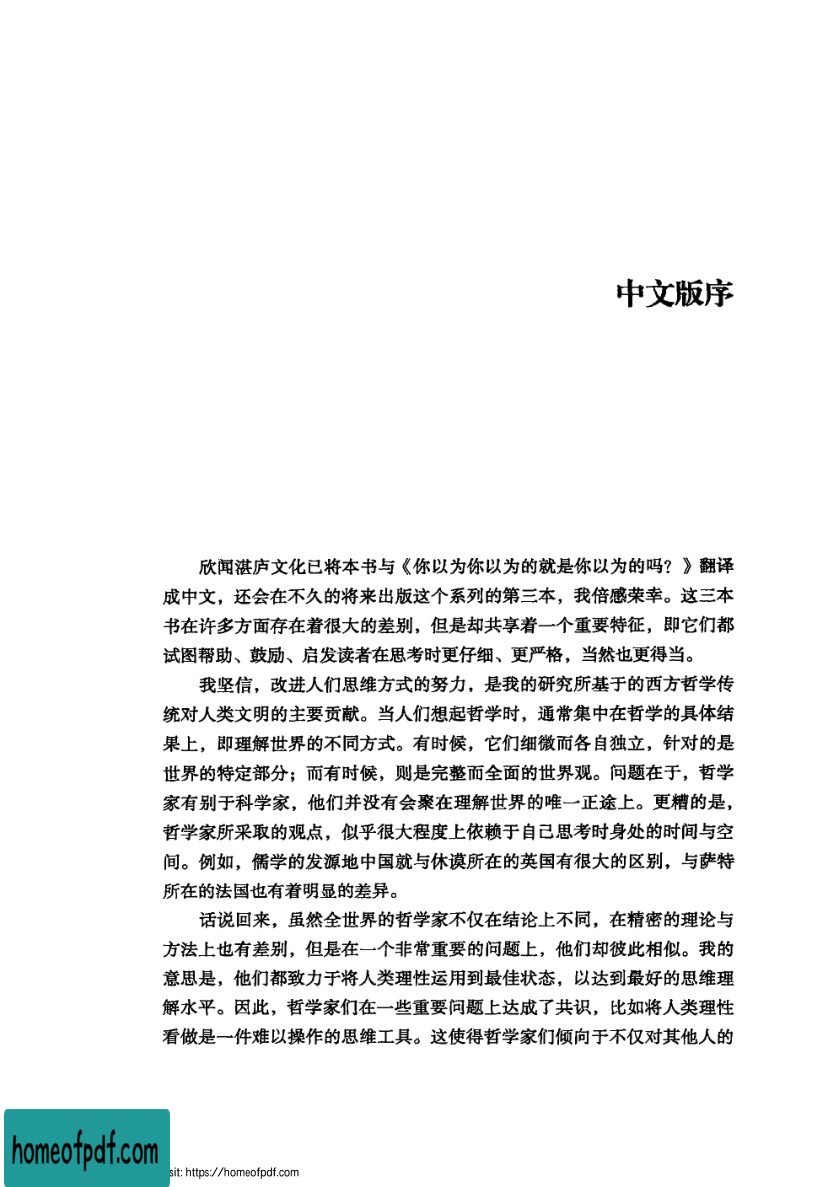 中文版序
欣闻湛庐文化已将本书与《你以为你以为的就是你以为的吗？》翻译
成中文，还会在不久的将来出版这个系列的第三本，我倍感荣幸。这三本
书在许多方面存在着很大的差别，但是却共享着一个重要特征，即它们都
试图帮助、鼓励、启发读者在思考时更仔细、更严格，当然也更得当。
我坚信，改进人们思维方式的努力，是我的研究所基于的西方哲学传
统对人类文明的主要贡献。当人们想起哲学时，通常集中在哲学的具体结
果上，即理解世界的不同方式。有时候，它们细微而各自独立，针对的是
世界的特定部分；而有时候，则是完整而全面的世界观。问题在于，哲学
家有别于科学家，他们并没有会聚在理解世界的唯一正途上。更糟的是，
哲学家所采取的观点，似乎很大程度上依赖于自己思考时身处的时间与空
间。例如，儒学的发源地中国就与休谟所在的英国有很大的区别，与萨特
所在的法国也有着明显的差异。
话说回来，虽然全世界的哲学家不仅在结论上不同，在精密的理论与
方法上也有差别，但是在一个非常重要的问题上，他们却彼此相似。我的
意思是，他们都致力于将人类理性运用到最佳状态，以达到最好的思维理
解水平。因此，哲学家们在一些重要问题上达成了共识，比如将人类理性
看做是一件难以操作的思维工具。这使得哲学家们倾向于不仅对其他人的
homeofpdf.com
sit: https://homeofpdf.com